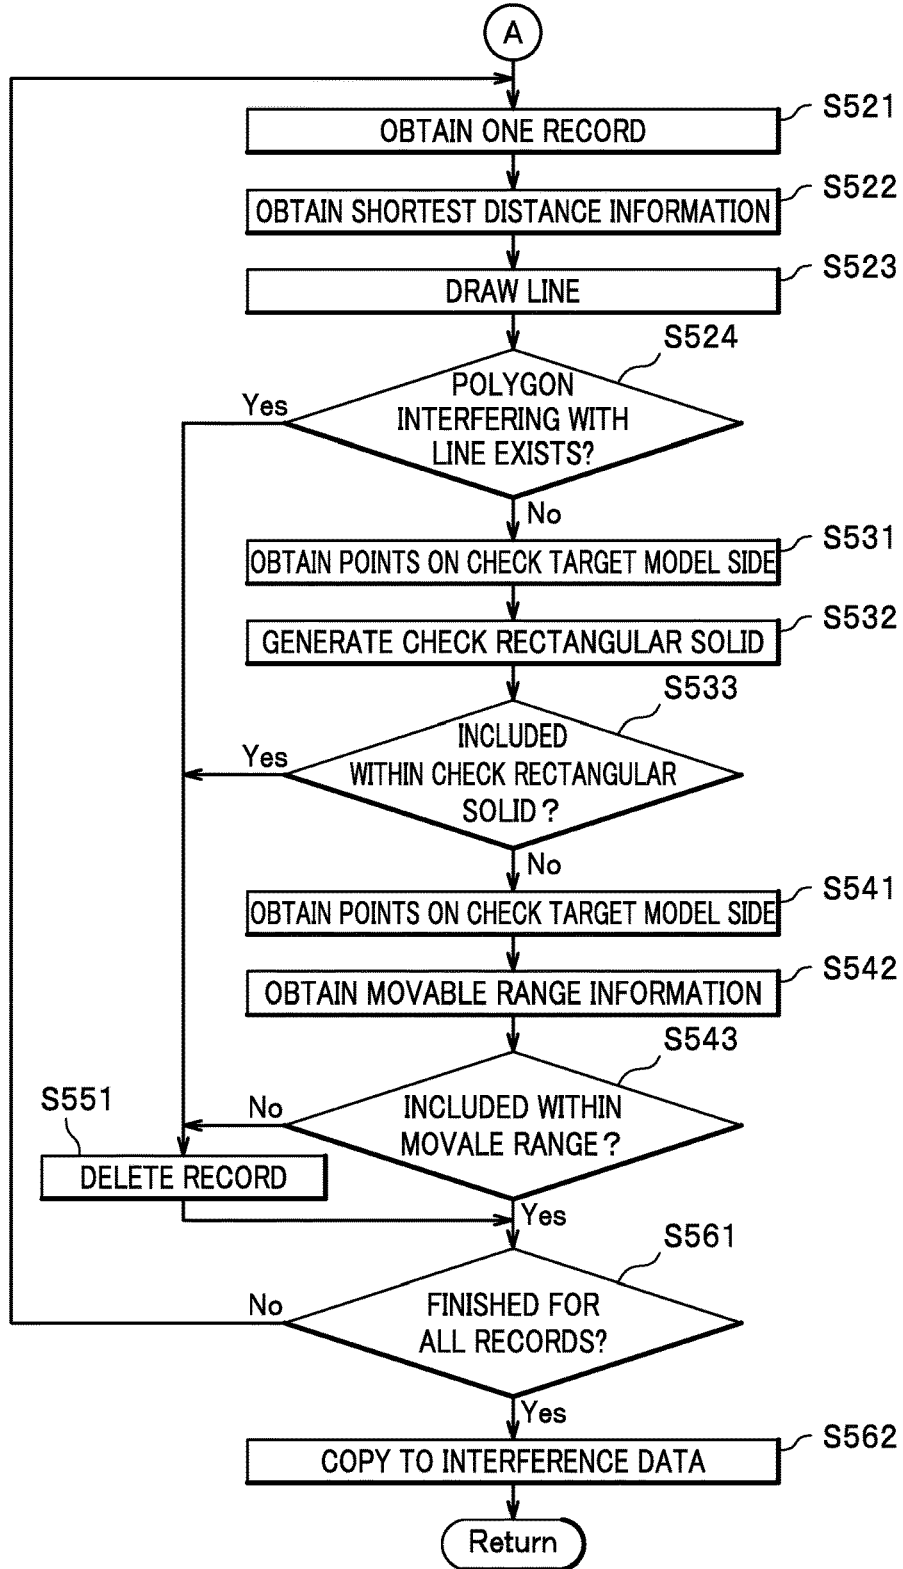 A
S521
OBTAIN ONE RECORD
S522
OBTAIN SHORTEST DISTANCE INFORMATION
S523
DRAW LINE
S524
POLYGON
INTERFERING WITH
LINE EXISTS?
Yes
No
S531
OBTAIN POINTS ON CHECK TARGET MODEL SIDE
S532
GENERATE CHECK RECTANGULAR SOLID
S533
INCLUDED
WITHIN CHECK RECTANGULAR
SOLID?
Yes
No
S541
OBTAIN POINTS ON CHECK TARGET MODEL SIDE
S542
OBTAIN MOVABLE RANGE INFORMATION
S543
INCLUDED WITHIN
MOVALE RANGE?
No
Yes
S551
DELETE RECORD
S561
FINISHED FOR
ALL RECORDS?
No
Yes
S562
COPY TO INTERFERENCE DATA
Return